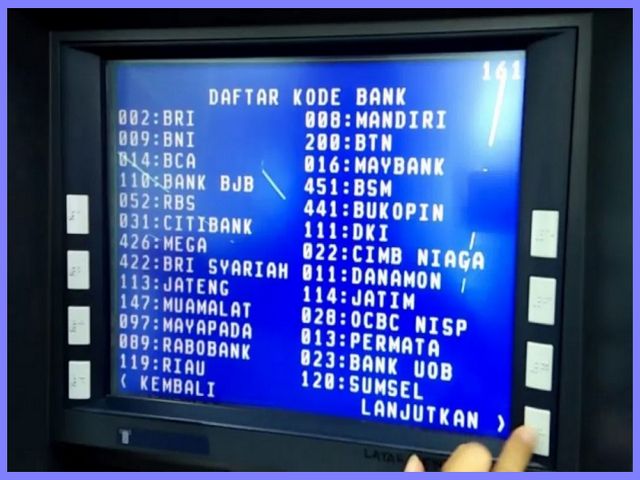 161
DAFTAR KODE BANK
002:BRI 008:MANDIRI
009:BNI 200:BTN
014:BCA 016:MAYBANK
110:BANK BJB 451:BSM
052:RBS 441:BUKOPIN
031:CITIBANK 111:DKI
426:MEGA 022:CIMB NIAGA
422:BRI SYARIAH 011:DANAMON
113:JATENG 114:JATIM
147:MUAMALAT 028:OCBC NISP
097:MAYAPADA 013:PERMATA
089:RABOBANK 023:BANK UOB
119:RIAU 120:SUMSEL
< KEMBALI LANJUTKAN >